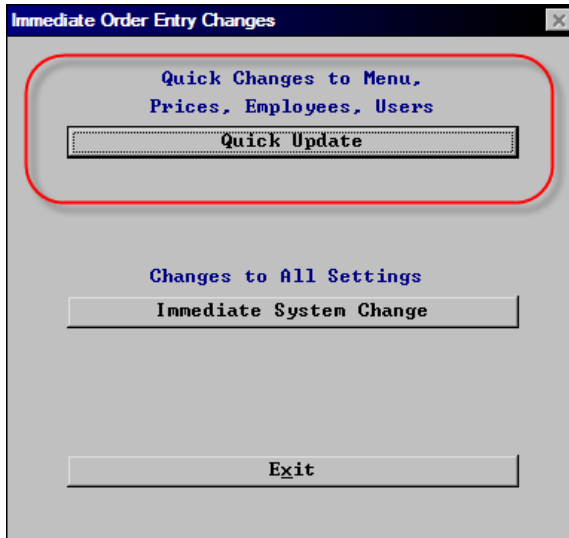 Immediate Order Entry Changes
Quick Changes to Menu,
Prices, Employees, Users
Quick Update
Changes to All Settings
Immediate System Change
Exit